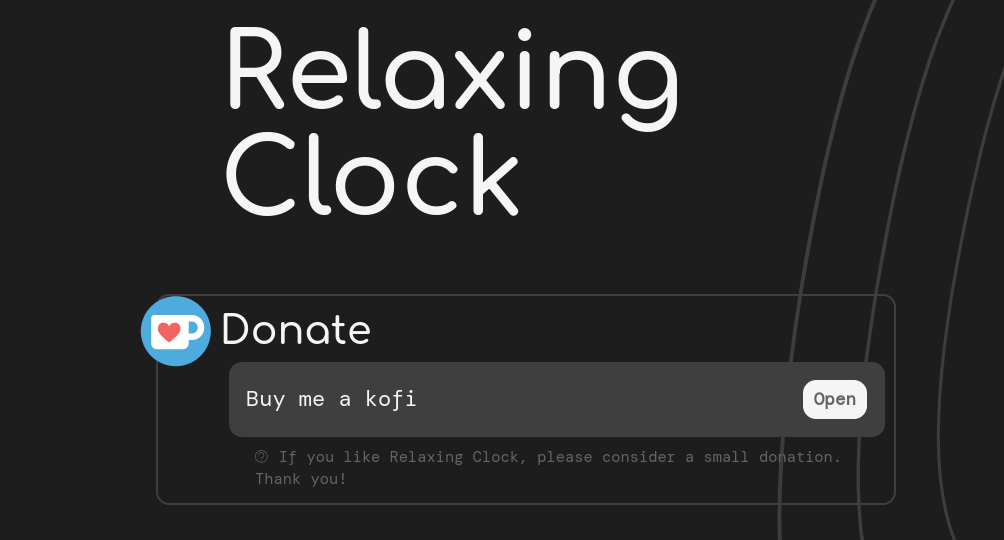 Relaxing
Clock
Donate
Buy me a kofi
Open
If you like Relaxing Clock, please consider a small donation.
Thank you!